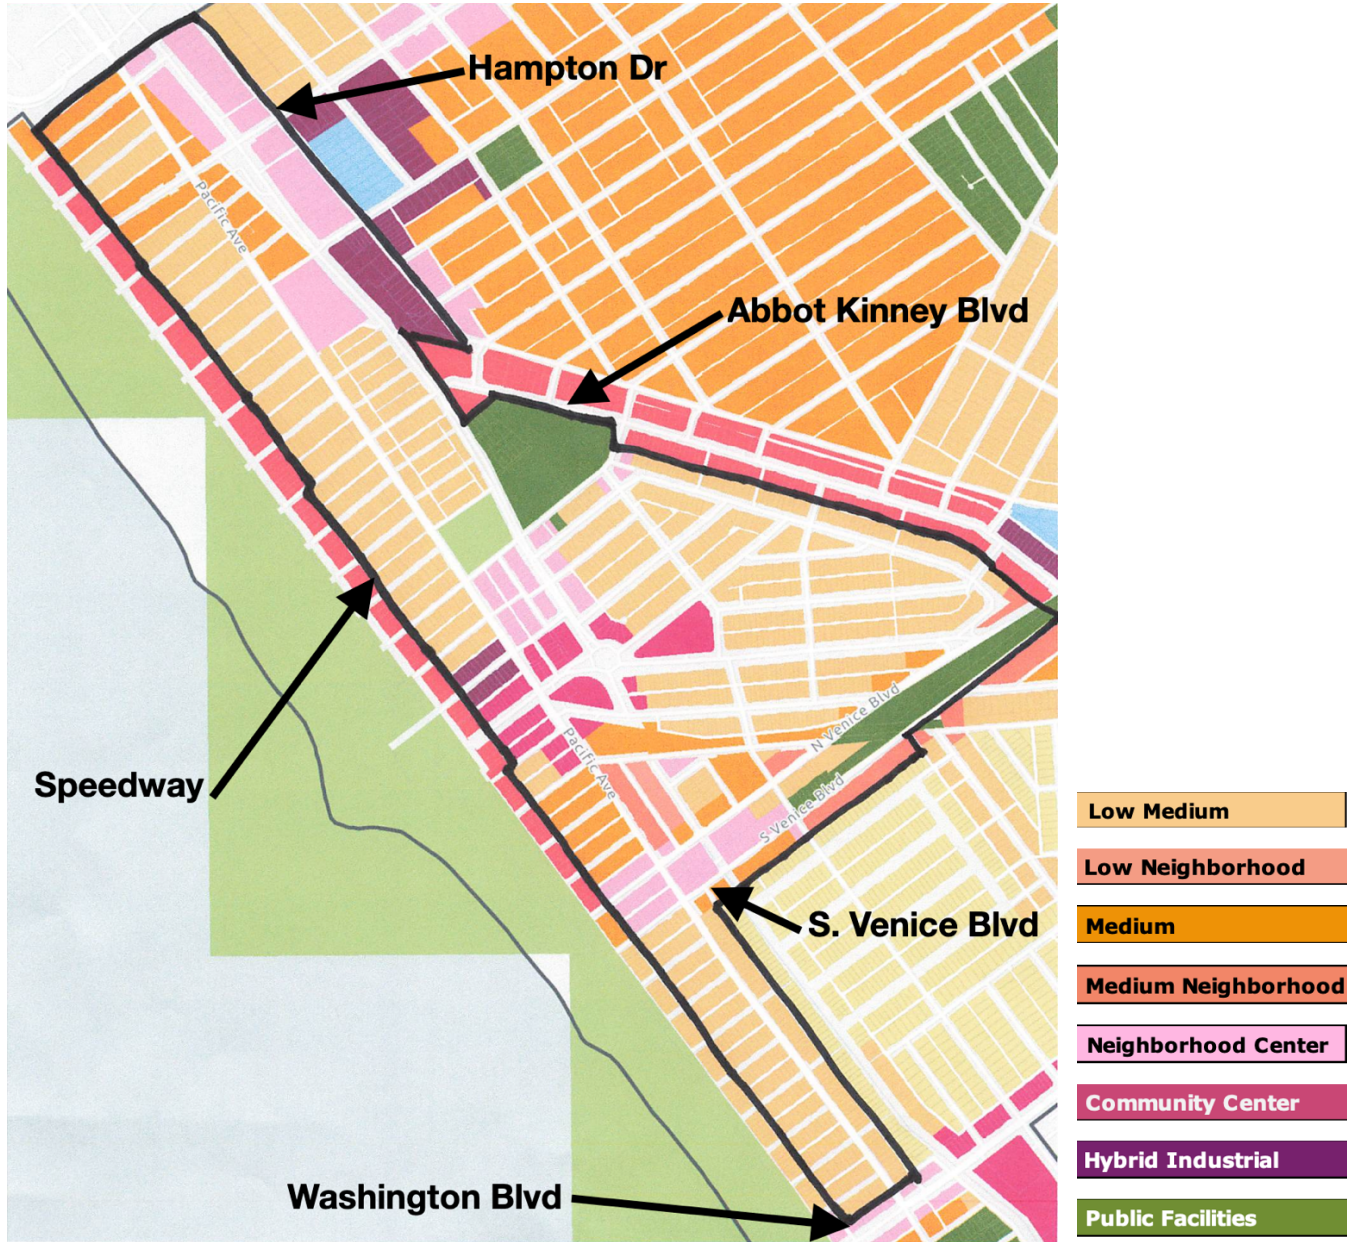 Hampton Dr
Pacific Ave
Abbot Kinney Blvd
Speedway
Pacific Ave
N Venice Blvd
S Venice Blvd
S. Venice Blvd
Washington Blvd
Low Medium
Low Neighborhood
Medium
Medium Neighborhood
Neighborhood Center
Community Center
Hybrid Industrial
Public Facilities